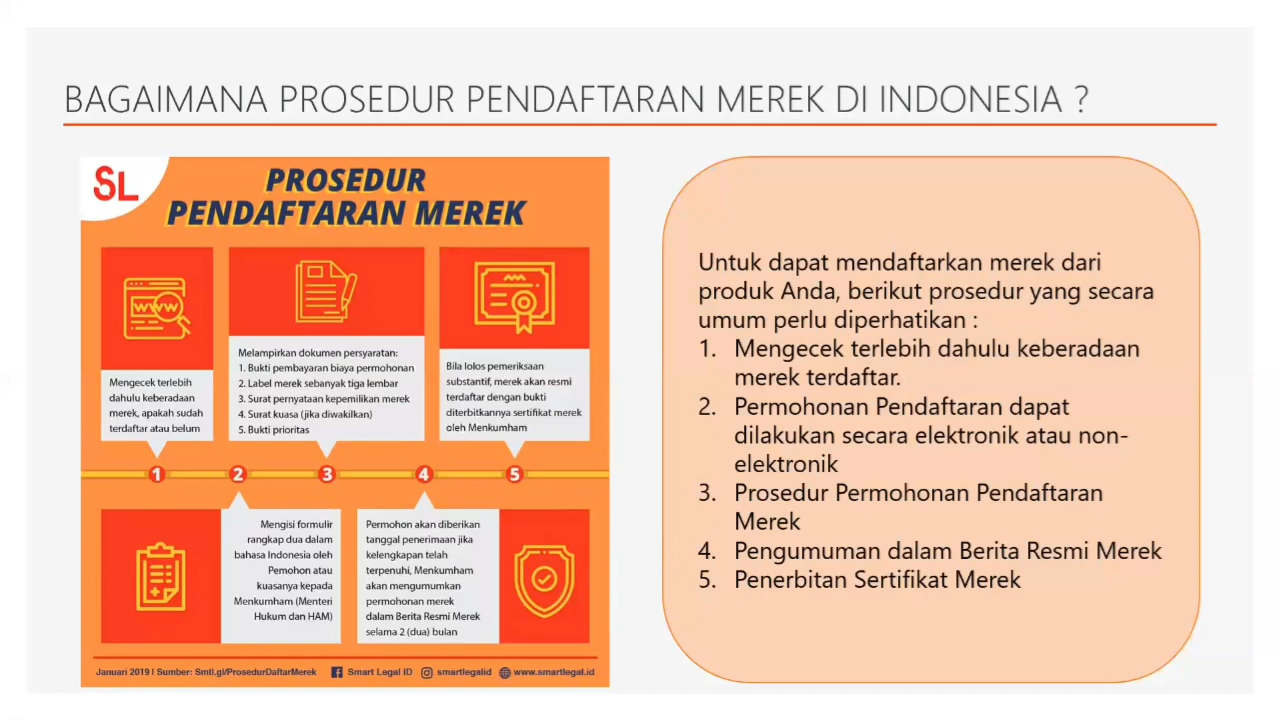 BAGAIMANA PROSEDUR PENDAFTARAN MEREK DI INDONESIA ?
SL
PROSEDUR
PENDAFTARAN MEREK
www
Mengecek terlebih
dahulu keberadaan
merek, apakah sudah
terdaftar atau belum
Melampirkan dokumen persyaratan:
1. Bukti pembayaran biaya permohonan
2. Label merek sebanyak tiga lembar
3. Surat pernyataan kepemilikan merek
4. Surat kuasa (jika diwakilkan)
5. Bukti prioritas
Bila lolos pemeriksaan
substantif, merek akan resmi
terdaftar dengan bukti
diterbitkannya sertifikat merek
oleh Menkumham
1 2 3 4 5
Mengisi formulir
rangkap dua dalam
bahasa Indonesia oleh
Pemohon atau
kuasanya kepada
Menkumham (Menteri
Hukum dan HAM)
Permohon akan diberikan
tanggal penerimaan jika
kelengkapan telah
terpenuhi, Menkumham
akan mengumumkan
permohonan merek
dalam Berita Resmi Merek
selama 2 (dua) bulan
Januari 2019 I Sumber: Smtl.gl/ProsedurDaftarMerek Smart Legal ID smartlegalid www.smartlegal.id
Untuk dapat mendaftarkan merek dari
produk Anda, berikut prosedur yang secara
umum perlu diperhatikan :
1. Mengecek terlebih dahulu keberadaan
merek terdaftar.
2. Permohonan Pendaftaran dapat
dilakukan secara elektronik atau non-
elektronik
3. Prosedur Permohonan Pendaftaran
Merek
4. Pengumuman dalam Berita Resmi Merek
5. Penerbitan Sertifikat Merek